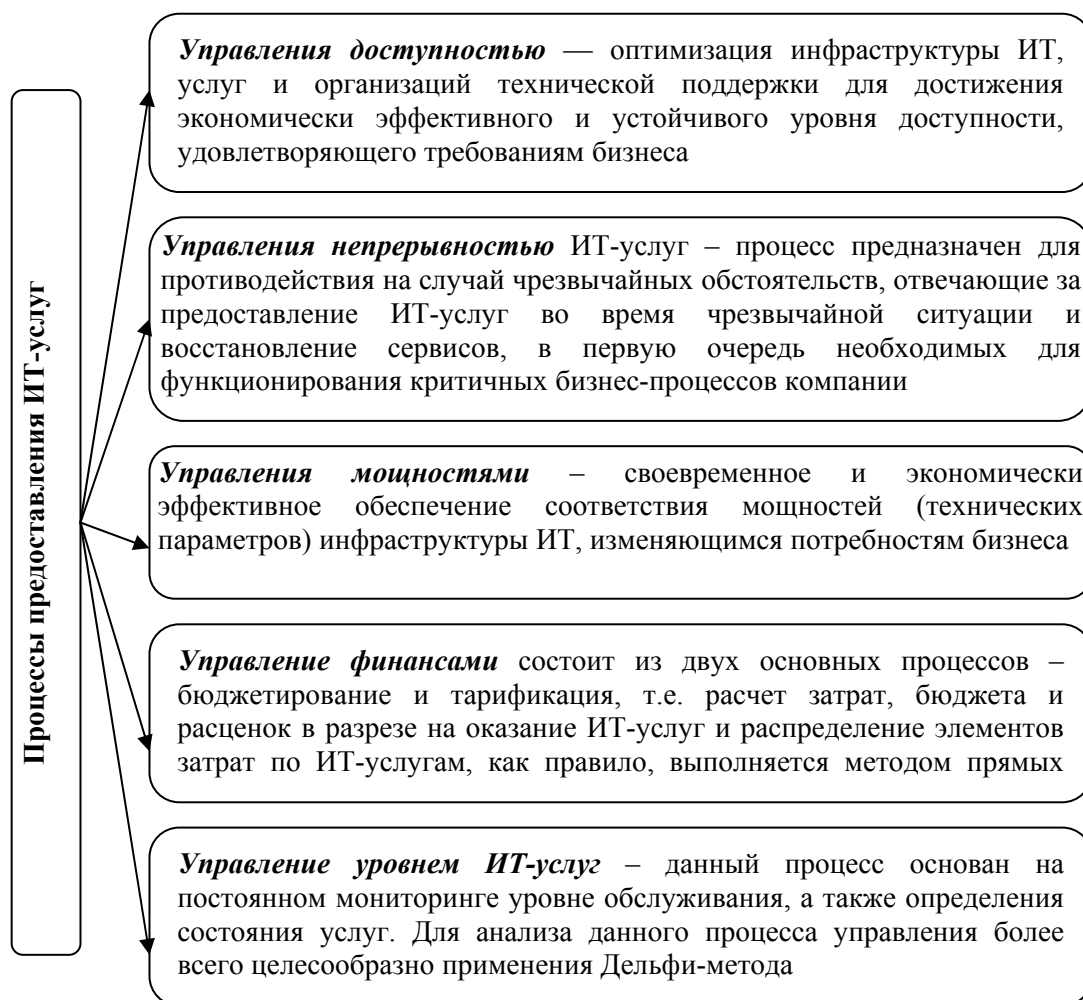 Процессы предоставления ИТ-услуг
Управления доступностью — оптимизация инфраструктуры ИТ,
услуг и организаций технической поддержки для достижения
экономически эффективного и устойчивого уровня доступности,
удовлетворяющего требованиям бизнеса
Управления непрерывностью ИТ-услуг – процесс предназначен для
противодействия на случай чрезвычайных обстоятельств, отвечающие за
предоставление ИТ-услуг во время чрезвычайной ситуации и
восстановление сервисов, в первую очередь необходимых для
функционирования критичных бизнес-процессов компании
Управления мощностями – своевременное и экономически
эффективное обеспечение соответствия мощностей (технических
параметров) инфраструктуры ИТ, изменяющимся потребностям бизнеса
Управление финансами состоит из двух основных процессов –
бюджетирование и тарификация, т.е. расчет затрат, бюджета и
расценок в разрезе на оказание ИТ-услуг и распределение элементов
затрат по ИТ-услугам, как правило, выполняется методом прямых
Управление уровнем ИТ-услуг – данный процесс основан на
постоянном мониторинге уровне обслуживания, а также определения
состояния услуг. Для анализа данного процесса управления более
всего целесообразно применения Дельфи-метода